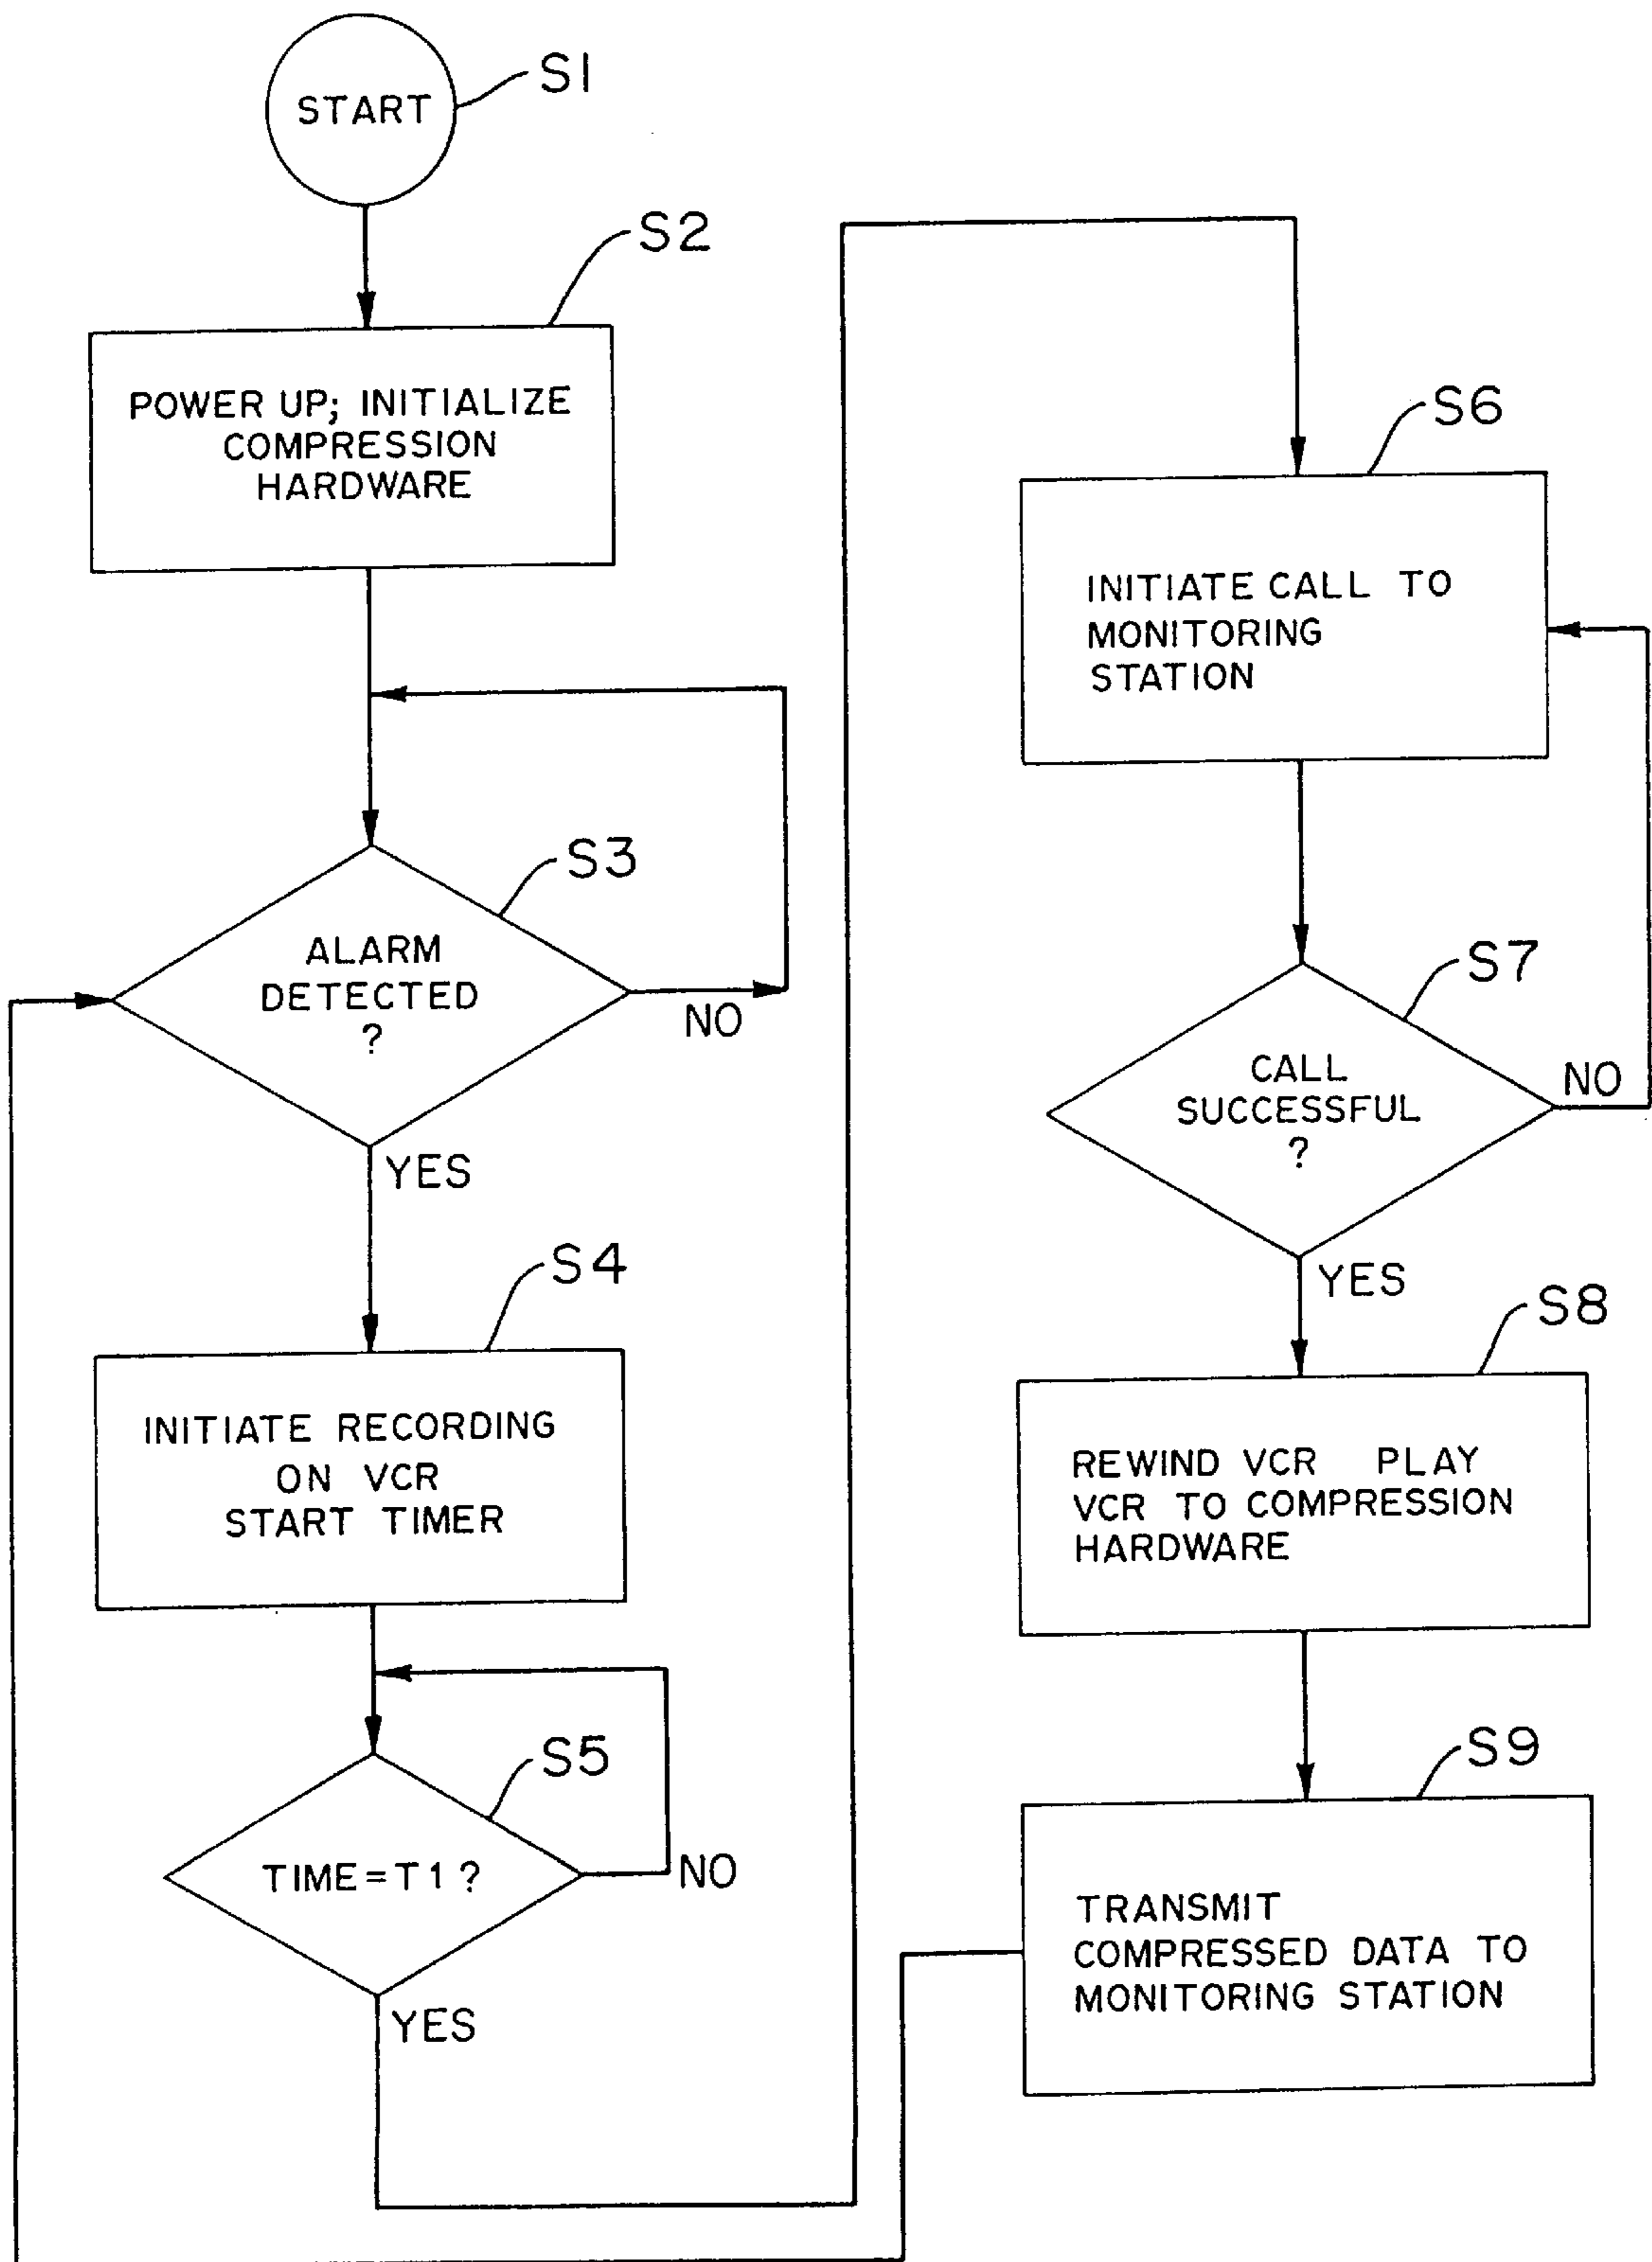 START
S1
S2
POWER UP; INITIALIZE
COMPRESSION
HARDWARE
S3
ALARM
DETECTED
?
NO
YES
S4
INITIATE RECORDING
ON VCR
START TIMER
S5
TIME=T1?
NO
YES
S6
INITIATE CALL TO
MONITORING
STATION
S7
CALL
SUCCESSFUL
?
NO
YES
S8
REWIND VCR PLAY
VCR TO COMPRESSION
HARDWARE
S9
TRANSMIT
COMPRESSED DATA TO
MONITORING STATION